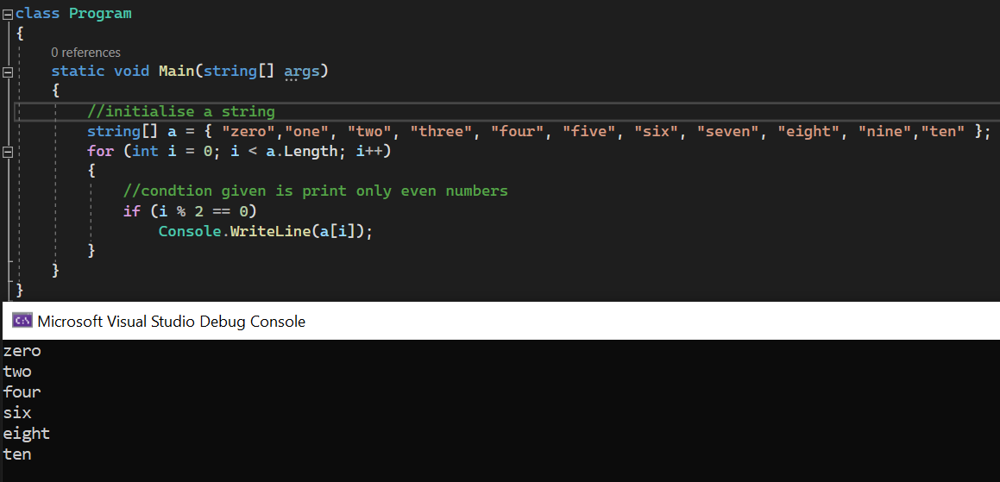 class Program
{
0 references
static void Main(string[] args)
{
//initialise a string
string[] a = { "zero","one", "two", "three", "four", "five", "six", "seven", "eight", "nine","ten" };
for (int i = 0; i < a.Length; i++)
{
//condtion given is print only even numbers
if (i % 2 == 0)
Console.WriteLine(a[i]);
}
}
}
C:\ Microsoft Visual Studio Debug Console
zero
two
four
six
eight
ten